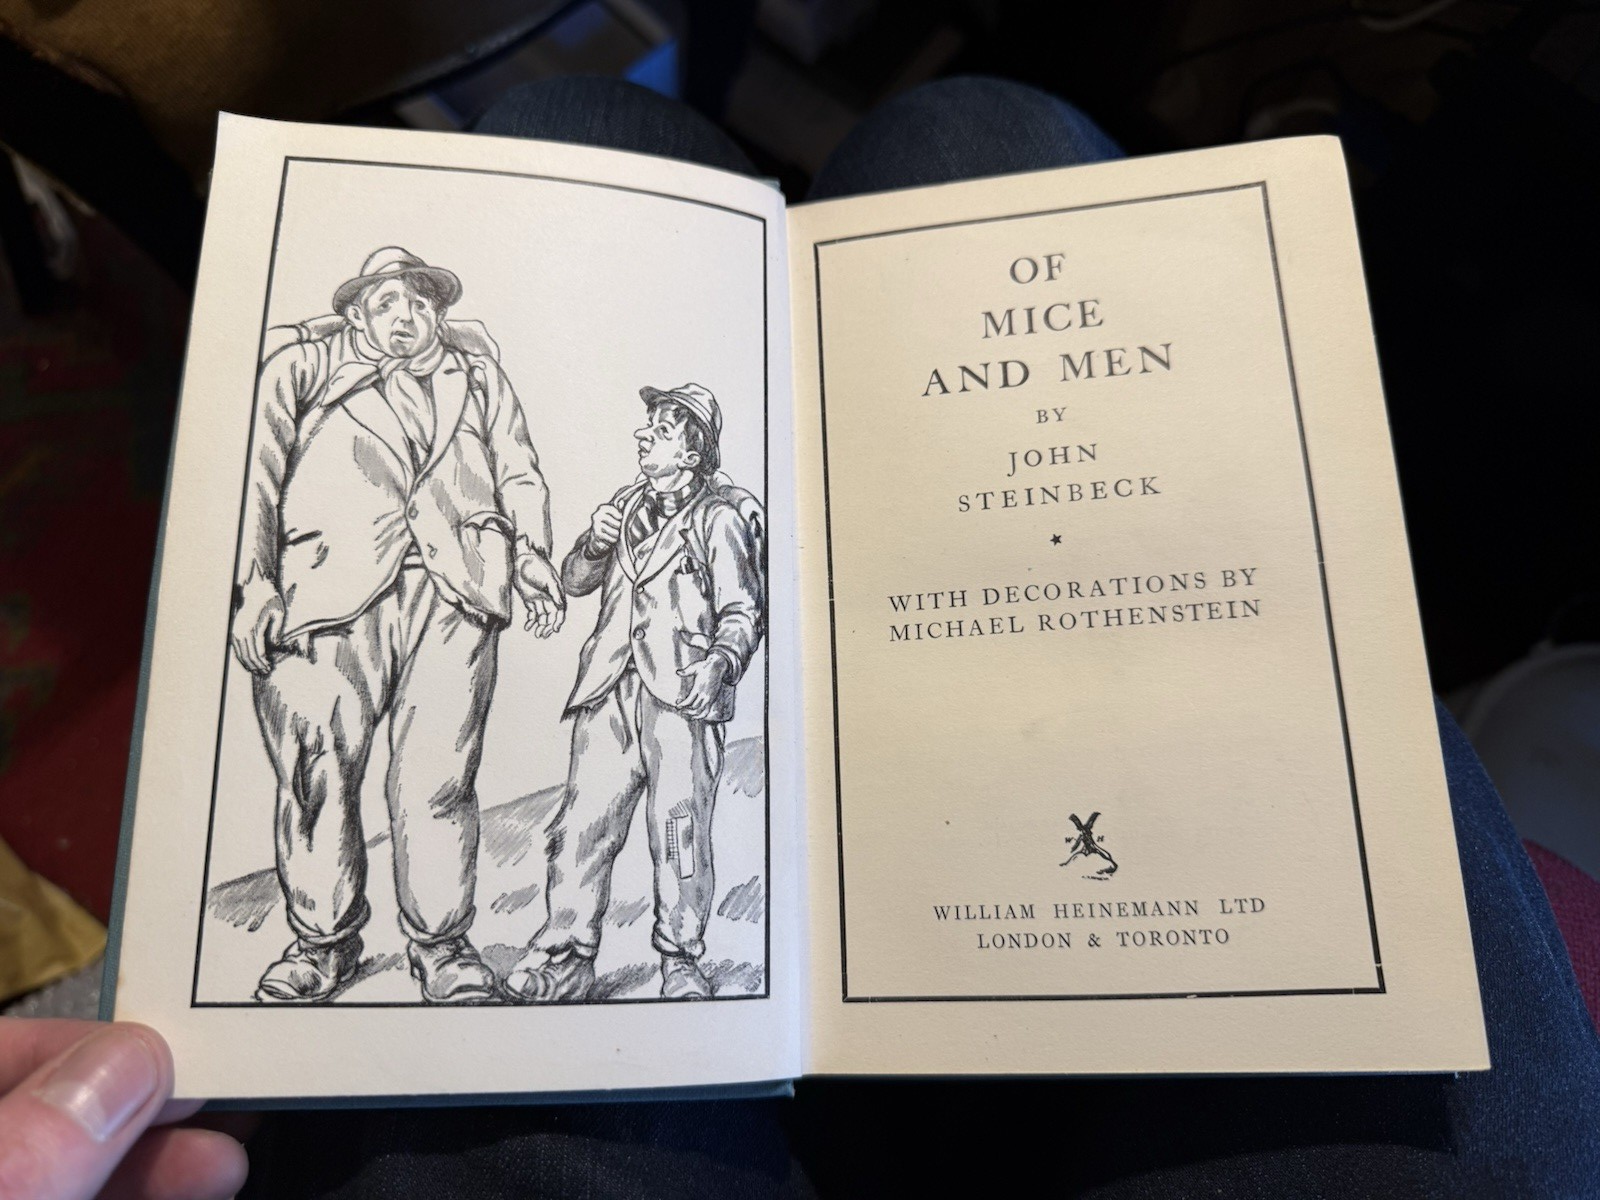 OF
MICE
AND MEN
BY
JOHN
STEINBECK
WITH DECORATIONS BY
MICHAEL ROTHENSTEIN
W H
WILLIAM HEINEMANN LTD
LONDON & TORONTO